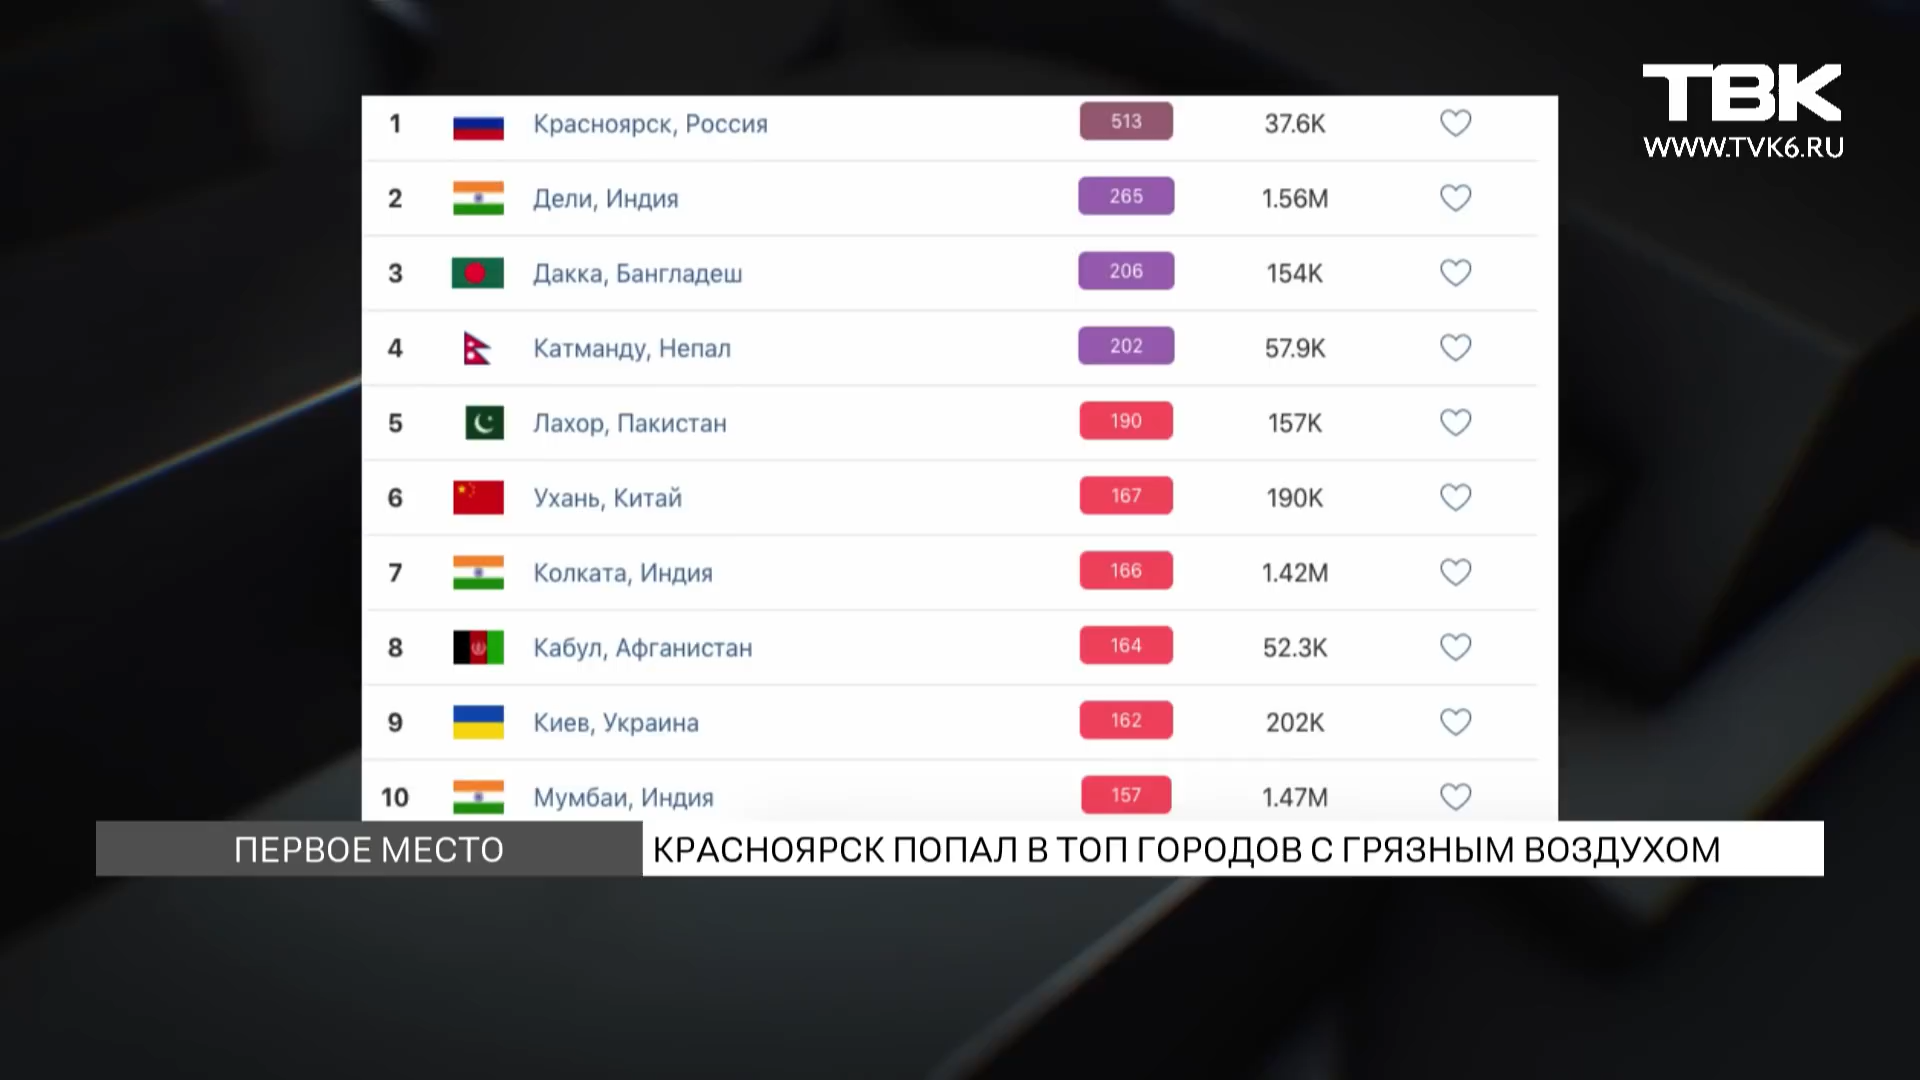 ТВК
WWW.TVK6.RU
1 Красноярск, Россия 513 37.6K
2 Дели, Индия 265 1.56M
3 Дакка, Бангладеш 206 154K
4 Катманду, Непал 202 57.9K
5 Лахор, Пакистан 190 157K
6 Ухань, Китай 167 190K
7 Колката, Индия 166 1.42M
8 Кабул, Афганистан 164 52.3K
9 Киев, Украина 162 202K
10 Мумбаи, Индия 157 1.47M
ПЕРВОЕ МЕСТО КРАСНОЯРСК ПОПАЛ В ТОП ГОРОДОВ С ГРЯЗНЫМ ВОЗДУХОМ